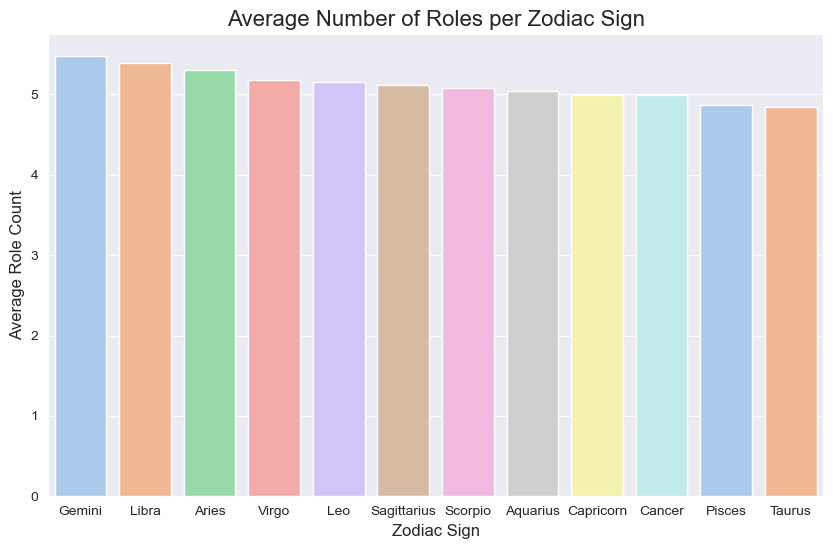 Average Number of Roles per Zodiac Sign
Average Role Count
5
4
3
2
1
0
Gemini Libra Aries Virgo Leo Sagittarius Scorpio Aquarius Capricorn Cancer Pisces Taurus
Zodiac Sign